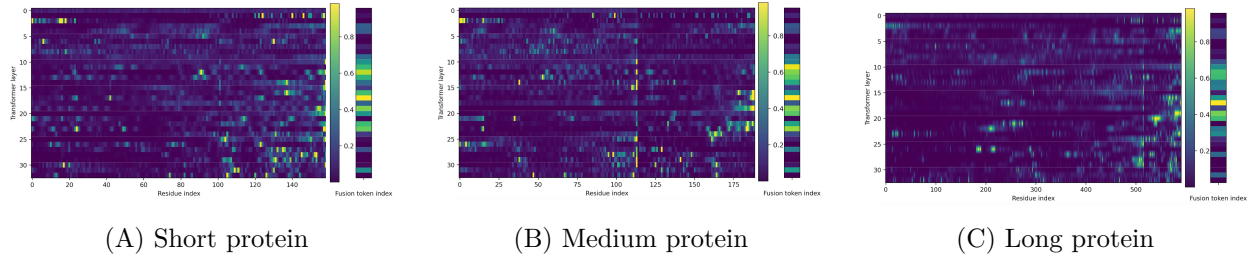 0
5
10
15
20
25
30
Transformer layer
0 20 40 60 80 100 120 140
Residue index
0.8
0.6
0.4
0.2
Fusion token index
(A) Short protein
0
5
10
15
20
25
30
Transformer layer
0 25 50 75 100 125 150 175
Residue index
0.8
0.6
0.4
0.2
Fusion token index
(B) Medium protein
0
5
10
15
20
25
30
Transformer layer
0 100 200 300 400 500
Residue index
0.8
0.6
0.4
0.2
Fusion token index
(C) Long protein